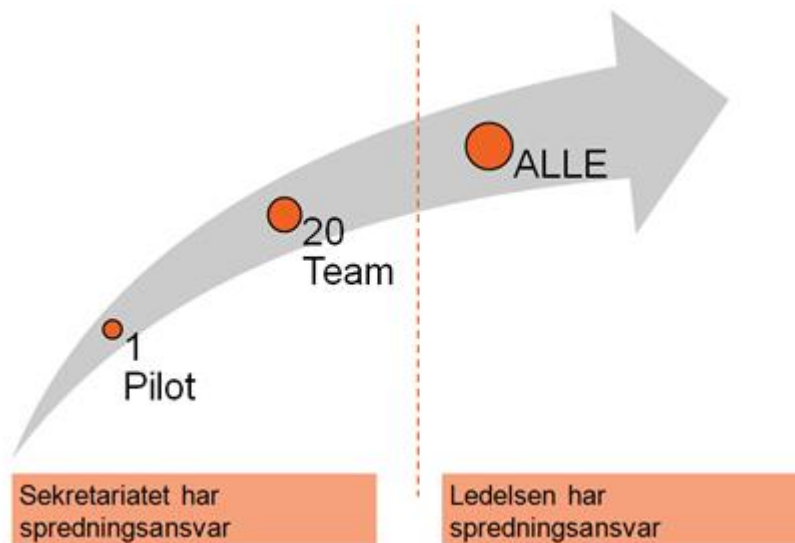 1
Pilot
20
Team
ALLE
Sekretariatet har
spredningsansvar
Ledelsen har
spredningsansvar